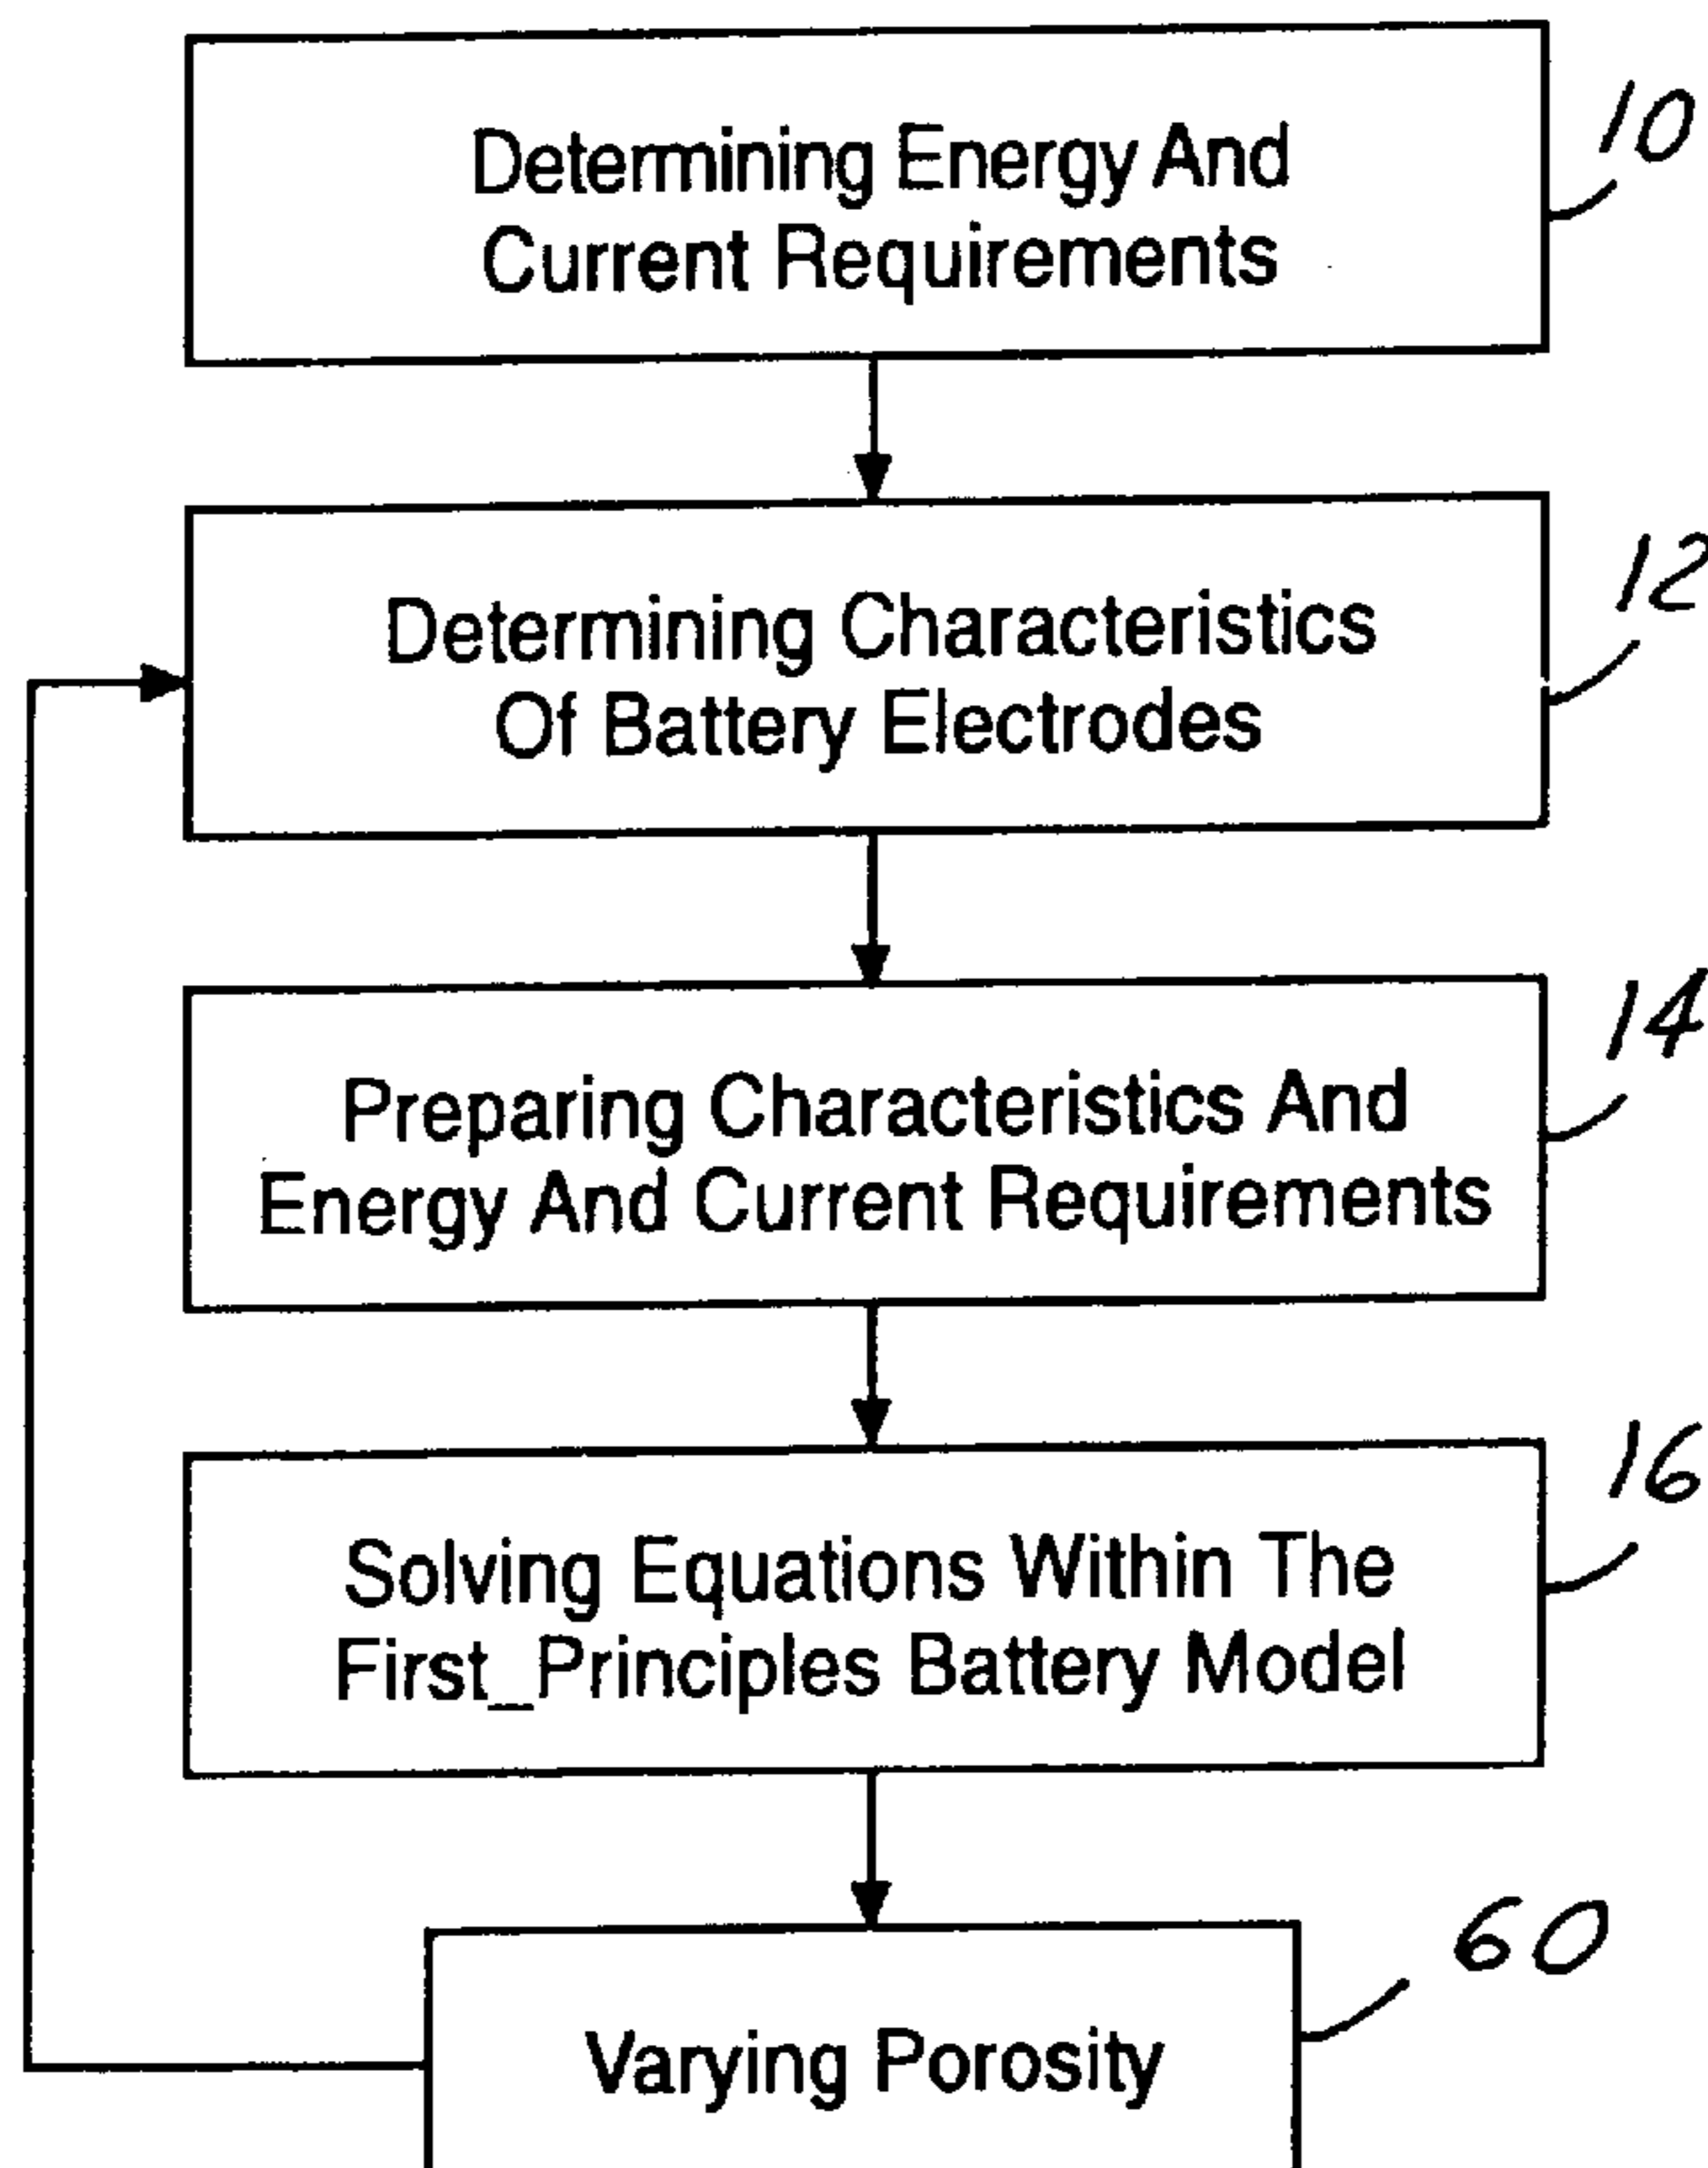 Determining Energy And
Current Requirements
10
Determining Characteristics
Of Battery Electrodes
12
Preparing Characteristics And
Energy And Current Requirements
14
Solving Equations Within The
First_Principles Battery Model
16
Varying Porosity
60